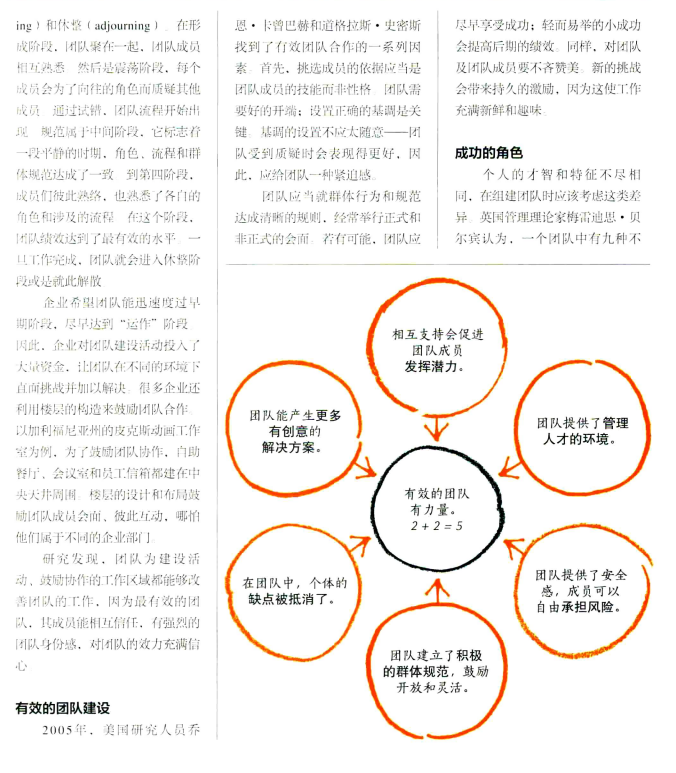 ing）和休整（adjourning）。在形
成阶段，团队聚在一起，团队成员
相互熟悉。然后是震荡阶段，每个
成员会为了向往的角色而质疑其他
成员。通过试错，团队流程开始出
现。规范属于中间阶段，它标志着
一段平静的时期，角色、流程和群
体规范达成了一致。到第四阶段，
成员们彼此熟络，也熟悉了各自的
角色和涉及的流程。在这个阶段，
团队绩效达到了最有效的水平。一
旦工作完成，团队就会进入休整阶
段或是就此解散。
企业希望团队能迅速度过早
期阶段，尽早达到“运作”阶段。
因此，企业对团队建设活动投入了
大量资金，让团队在不同的环境下
直面挑战并加以解决。很多企业还
利用楼层的构造来鼓励团队合作。
以加利福尼亚州的皮克斯动画工作
室为例，为了鼓励团队协作，自助
餐厅、会议室和员工信箱都建在中
央天井周围。楼层的设计和布局鼓
励团队成员会面、彼此互动，哪怕
他们属于不同的企业部门。
研究发现，团队为建设活
动、鼓励协作的工作区域都能够改
善团队的工作，因为最有效的团
队，其成员能相互信任，有强烈的
团队身份感，对团队的效力充满信
心。
有效的团队建设
2005年，美国研究人员乔
恩·卡曾巴赫和道格拉斯·史密斯
找到了有效团队合作的一系列因
素。首先，挑选成员的依据应当是
团队成员的技能而非性格。团队需
要好的开端；设置正确的基调是关
键。基调的设置不应太随意——团
队受到质疑时会表现得更好，因
此，应给团队一种紧迫感。
团队应当就群体行为和规范
达成清晰的规则，经常举行正式和
非正式的会面。若有可能，团队应
尽早享受成功；轻而易举的小成功
会提高后期的绩效。同样，对团队
及团队成员要不吝赞美。新的挑战
会带来持久的激励，因为这使工作
充满新鲜和趣味。
成功的角色
个人的才智和特征不尽相
同，在组建团队时应该考虑这类差
异。英国管理理论家梅雷迪思·贝
尔宾认为，一个团队中有九种不
相互支持会促进
团队成员
发挥潜力。
团队能产生更多
有创意的
解决方案。
团队提供了管理
人才的环境。
有效的团队
有力量。
2+2=5
在团队中，个体的
缺点被抵消了。
团队提供了安全
感，成员可以
自由承担风险。
团队建立了积极
的群体规范，鼓励
开放和灵活。